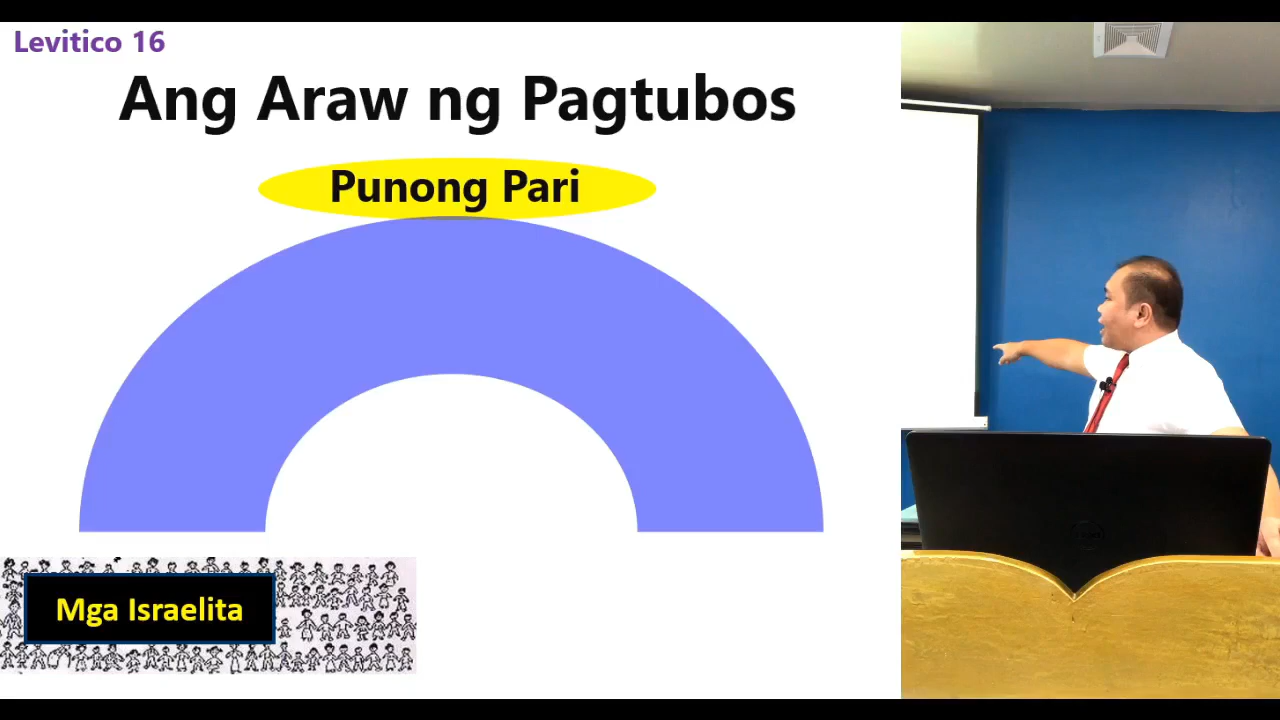 Levitico 16
Ang Araw ng Pagtubos
Punong Pari
Mga Israelita